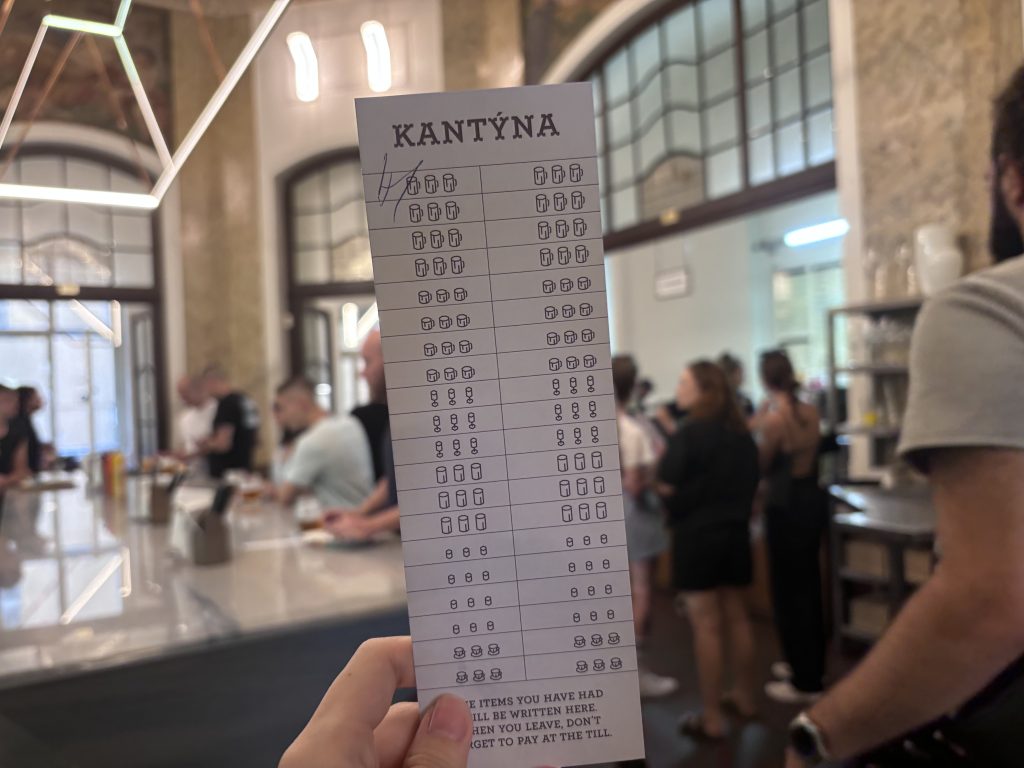 KANTÝNA
E ITEMS YOU HAVE HAD
ILL BE WRITTEN HERE.
HEN YOU LEAVE, DON'T
RGET TO PAY AT THE TILL.